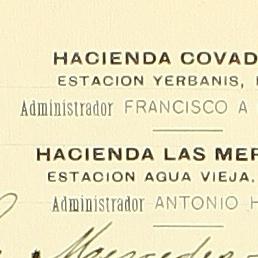 HACIENDA COVAD
ESTACION YERBANIS,
Administrador FRANCISCO A
HACIENDA LAS MER
ESTACION AGUA VIEJA.
Administrador ANTONIO H